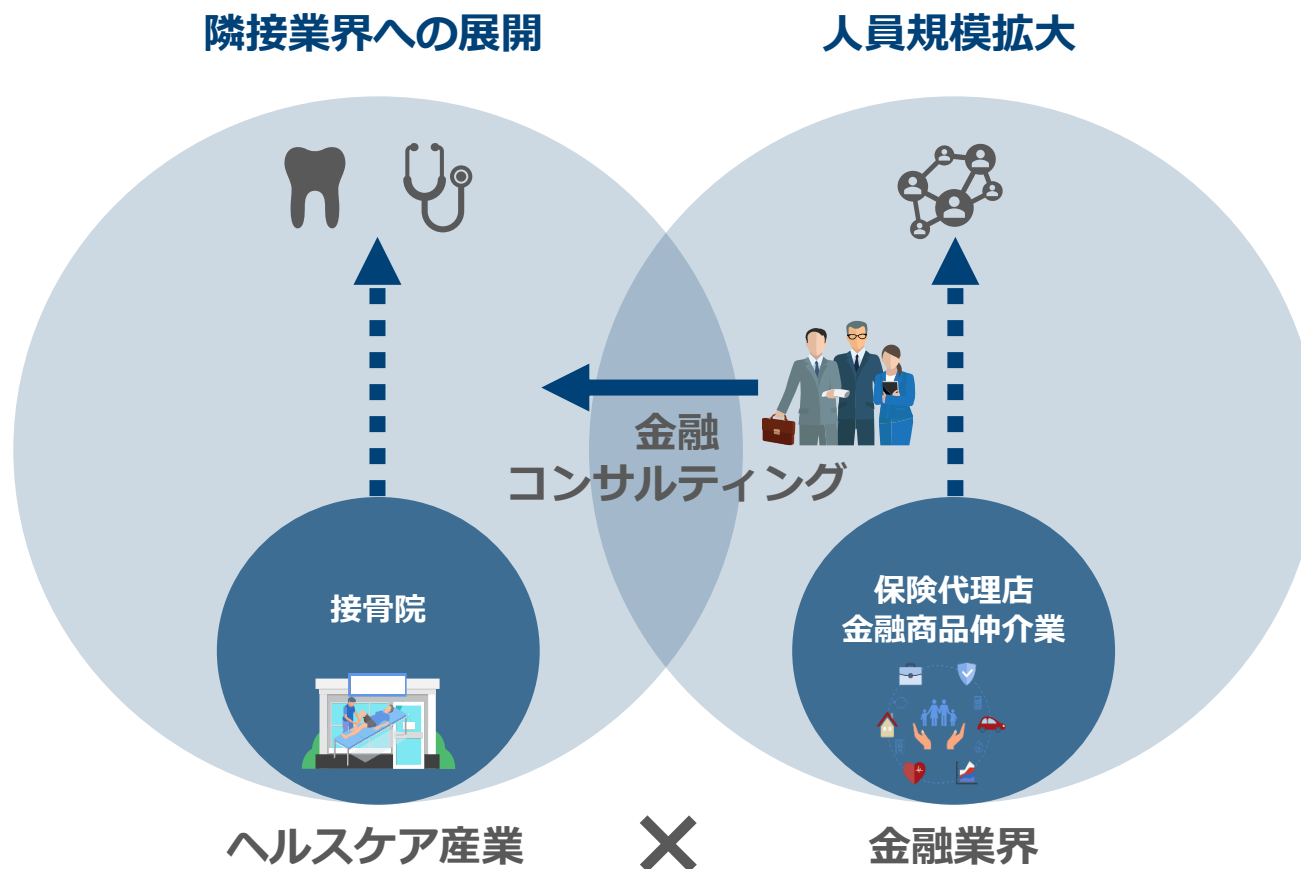 隣接業界への展開
人員規模拡大
金融
コンサルティング
接骨院
保険代理店
金融商品仲介業
ヘルスケア産業
×
金融業界